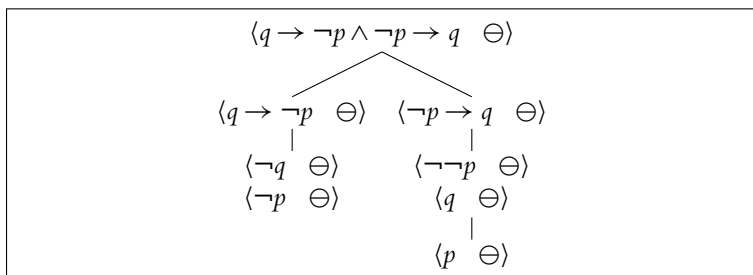 ⟨q → ¬p ∧ ¬p → q ⊖⟩
⟨q → ¬p ⊖⟩ ⟨¬p → q ⊖⟩
⟨¬q ⊖⟩ ⟨¬¬p ⊖⟩
⟨¬p ⊖⟩ ⟨q ⊖⟩
⟨p ⊖⟩